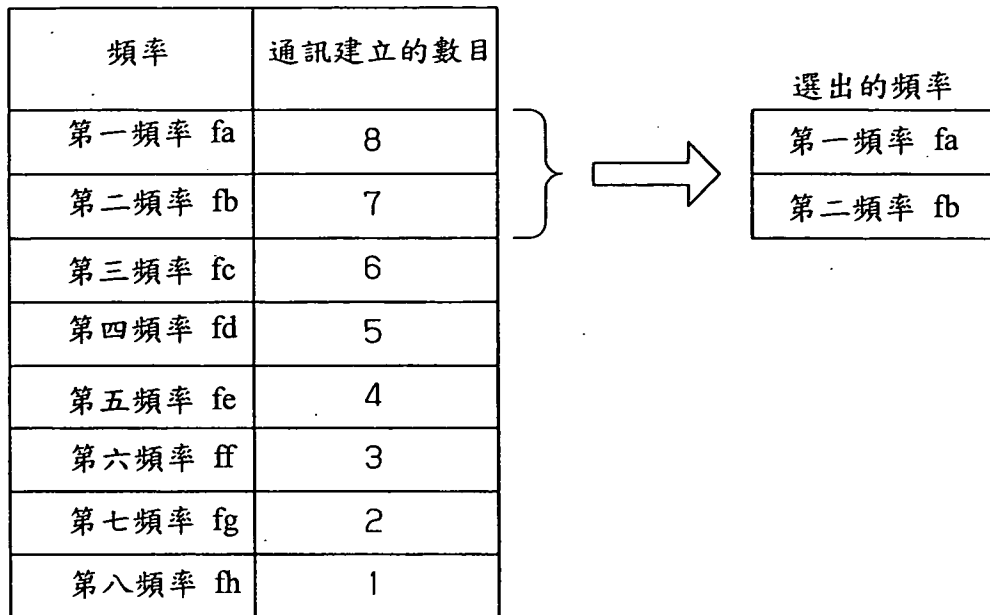 頻率 通訊建立的數目
第一頻率 fa 8
第二頻率 fb 7
第三頻率 fc 6
第四頻率 fd 5
第五頻率 fe 4
第六頻率 ff 3
第七頻率 fg 2
第八頻率 fh 1
選出的頻率
第一頻率 fa
第二頻率 fb